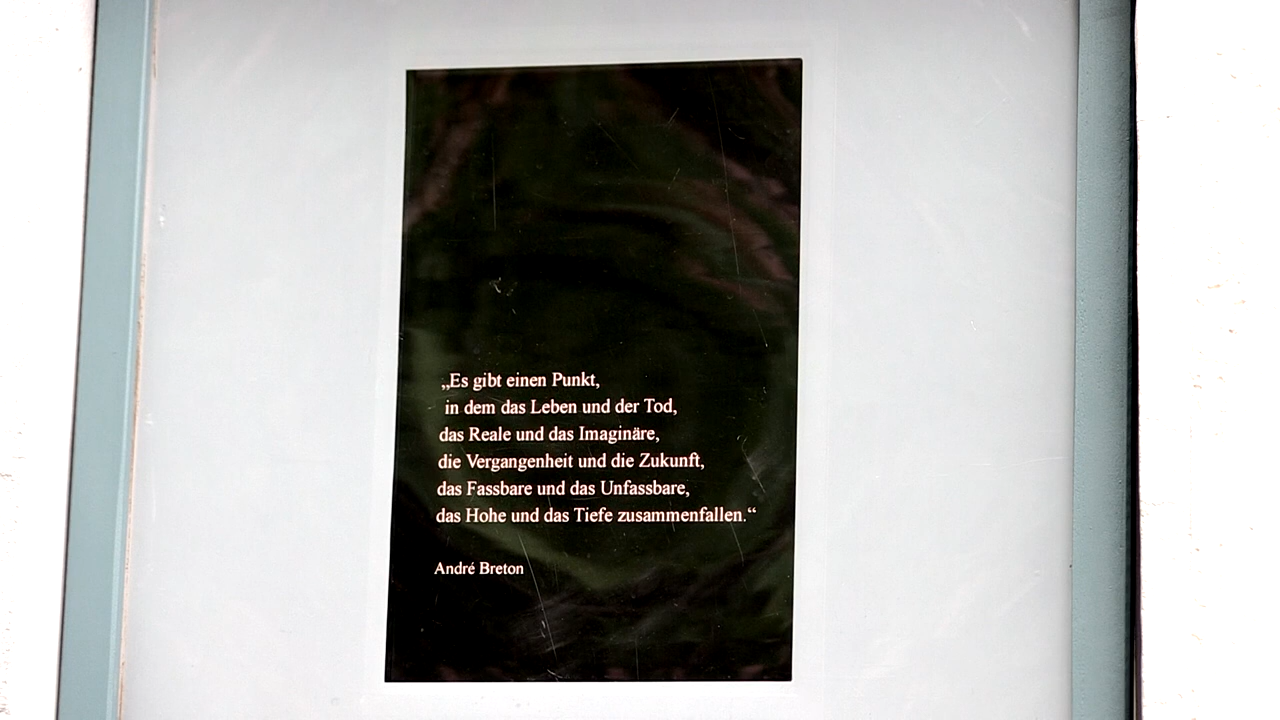 „Es gibt einen Punkt,
in dem das Leben und der Tod,
das Reale und das Imaginäre,
die Vergangenheit und die Zukunft,
das Fassbare und das Unfassbare,
das Hohe und das Tiefe zusammenfallen.“
André Breton